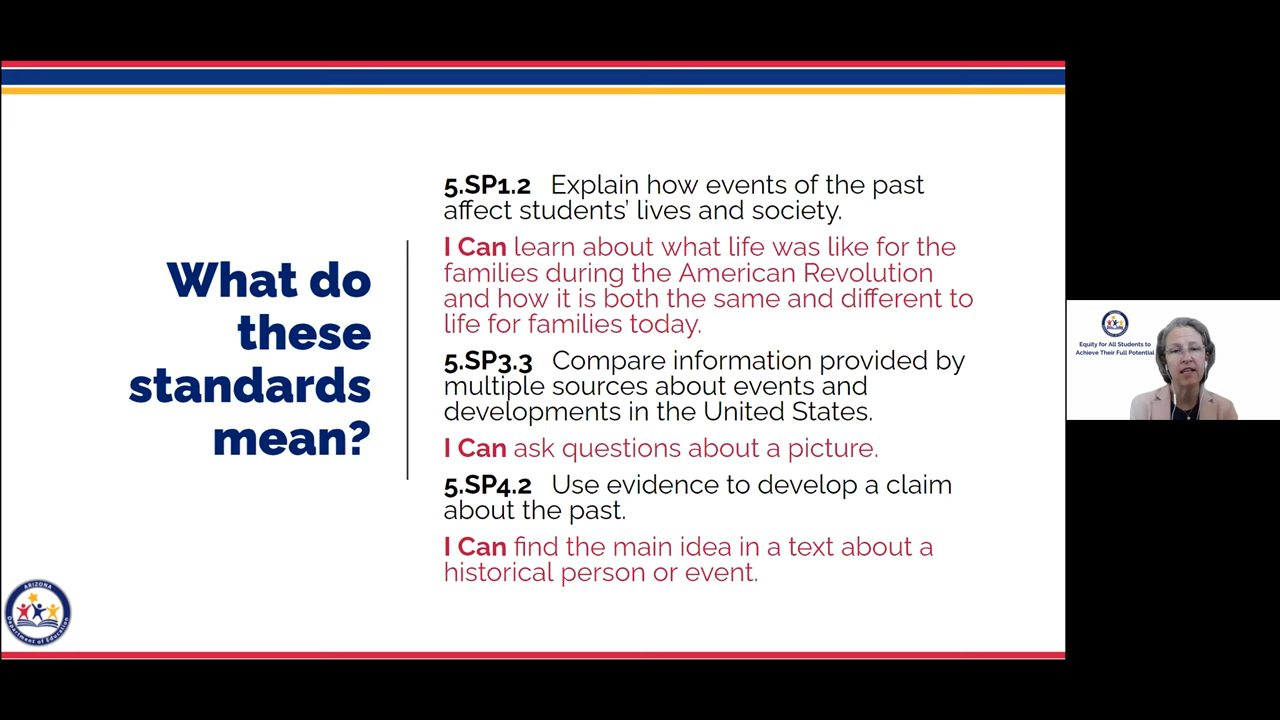 What do
these
standards
mean?
5.SP1.2 Explain how events of the past
affect students' lives and society.
I Can learn about what life was like for the
families during the American Revolution
and how it is both the same and different to
life for families today.
5.SP3.3 Compare information provided by
multiple sources about events and
developments in the United States.
I Can ask questions about a picture.
5.SP4.2 Use evidence to develop a claim
about the past.
I Can find the main idea in a text about a
historical person or event.
ARIZONA
Department of Education
Equity for All Students to
Achieve Their Full Potential